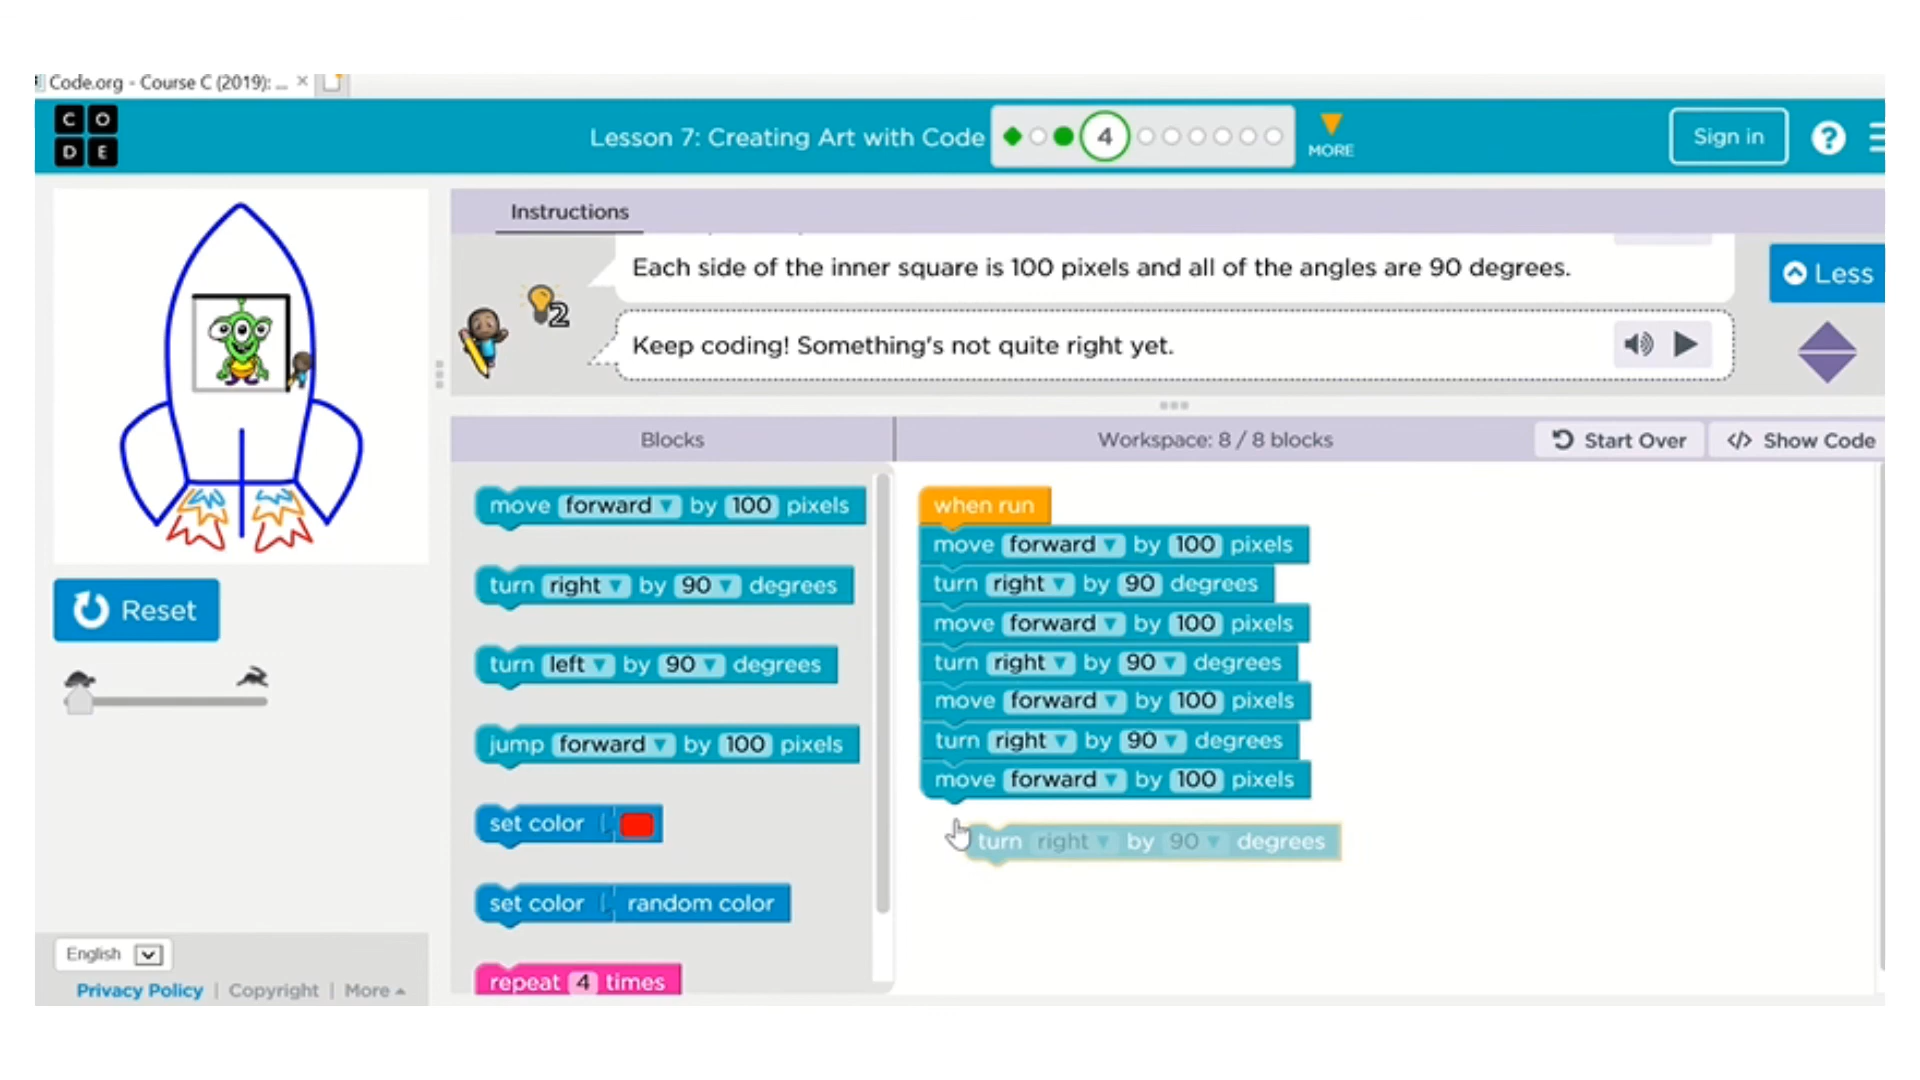 Code.org - Course C (2019): ...
C O
D E
Lesson 7: Creating Art with Code
4
MORE
Sign in
?
Instructions
Each side of the inner square is 100 pixels and all of the angles are 90 degrees.
Less
2
Keep coding! Something's not quite right yet.
Blocks
Workspace: 8 / 8 blocks
Start Over
</> Show Code
move forward by 100 pixels
turn right by 90 degrees
turn left by 90 degrees
jump forward by 100 pixels
set color
set color random color
repeat 4 times
when run
move forward by 100 pixels
turn right by 90 degrees
move forward by 100 pixels
turn right by 90 degrees
move forward by 100 pixels
turn right by 90 degrees
move forward by 100 pixels
turn right by 90 degrees
Reset
English
Privacy Policy | Copyright | More